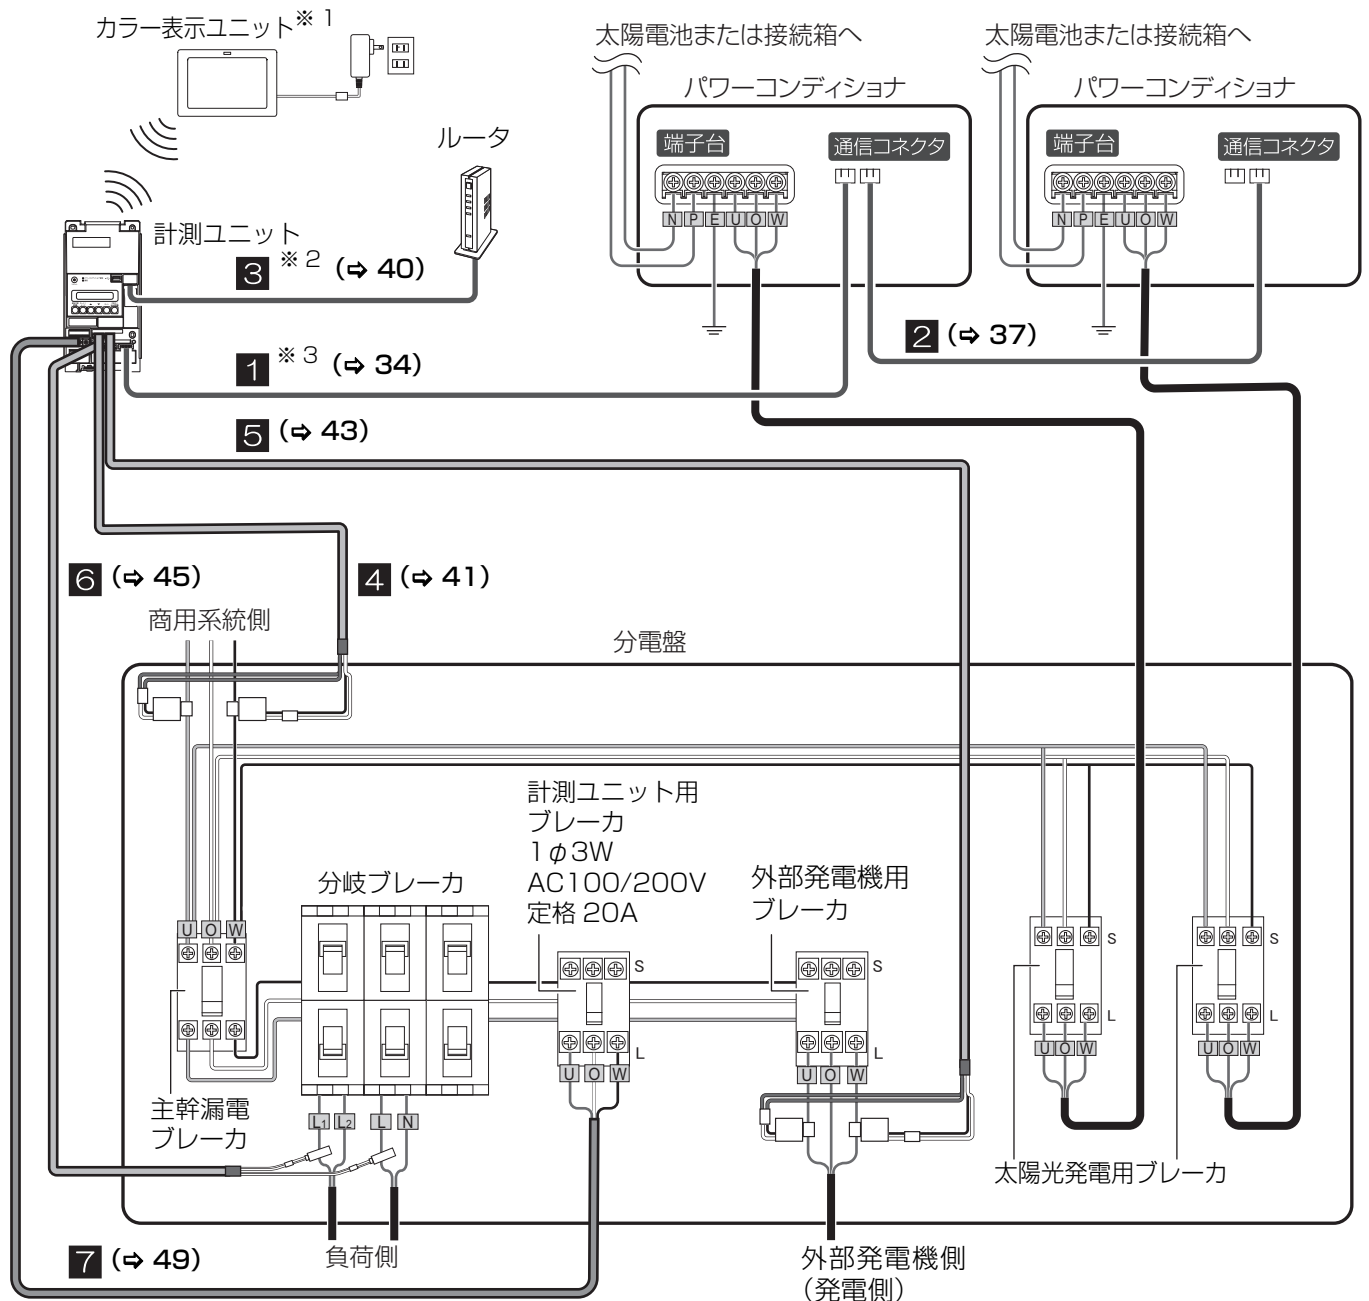 カラー表示ユニット※1
太陽電池または接続箱へ
太陽電池または接続箱へ
パワーコンディショナ
パワーコンディショナ
ルータ
端子台
通信コネクタ
端子台
通信コネクタ
N P E U O W
N P E U O W
計測ユニット
3 ※2 (⇨ 40)
2 (⇨ 37)
1 ※3 (⇨ 34)
5 (⇨ 43)
6 (⇨ 45)
4 (⇨ 41)
商用系統側
分電盤
計測ユニット用
ブレーカ
1φ3W
AC100/200V
定格 20A
外部発電機用
ブレーカ
分岐ブレーカ
U O W
S
S
S
S
L
L
L
L
U O W
U O W
U O W
U O W
主幹漏電
ブレーカ
L1 L2 L N
太陽光発電用ブレーカ
7 (⇨ 49)
負荷側
外部発電機側
(発電側)